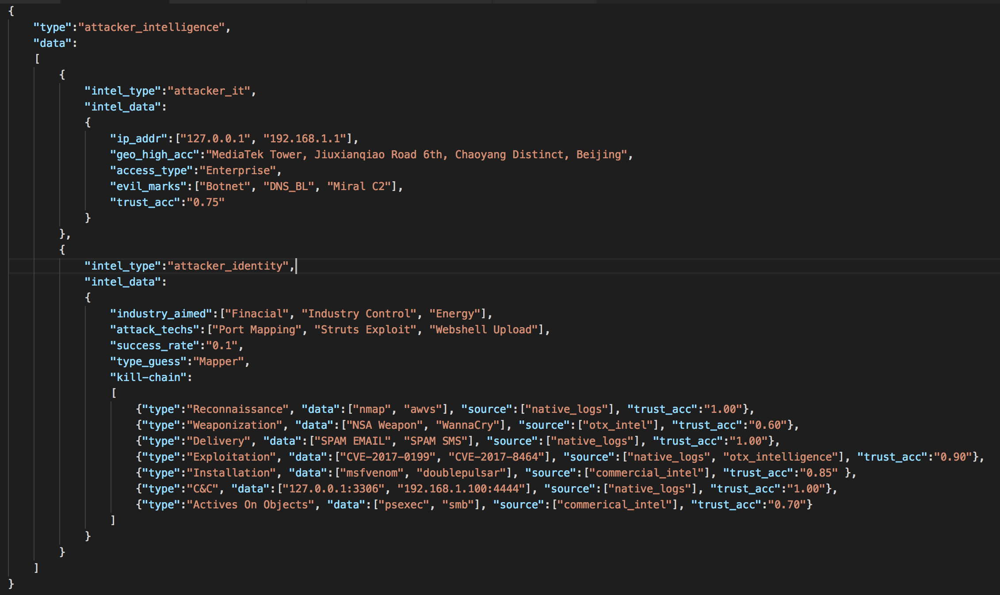 {
    "type":"attacker_intelligence",
    "data":
    [
        {
            "intel_type":"attacker_it",
            "intel_data":
            {
                "ip_addr":["127.0.0.1", "192.168.1.1"],
                "geo_high_acc":"MediaTek Tower, Jiuxianqiao Road 6th, Chaoyang Distinct, Beijing",
                "access_type":"Enterprise",
                "evil_marks":["Botnet", "DNS_BL", "Miral C2"],
                "trust_acc":"0.75"
            }
        },
        {
            "intel_type":"attacker_identity",
            "intel_data":
            {
                "industry_aimed":["Finacial", "Industry Control", "Energy"],
                "attack_techs":["Port Mapping", "Struts Exploit", "Webshell Upload"],
                "success_rate":"0.1",
                "type_guess":"Mapper",
                "kill-chain":
                [
                    {"type":"Reconnaissance", "data":["nmap", "awvs"], "source":["native_logs"], "trust_acc":"1.00"},
                    {"type":"Weaponization", "data":["NSA Weapon", "WannaCry"], "source":["otx_intel"], "trust_acc":"0.60"},
                    {"type":"Delivery", "data":["SPAM EMAIL", "SPAM SMS"], "source":["native_logs"], "trust_acc":"1.00"},
                    {"type":"Exploitation", "data":["CVE-2017-0199", "CVE-2017-8464"], "source":["native_logs", "otx_intelligence"], "trust_acc":"0.90"},
                    {"type":"Installation", "data":["msfvenom", "doublepulsar"], "source":["commercial_intel"], "trust_acc":"0.85" },
                    {"type":"C&C", "data":["127.0.0.1:3306", "192.168.1.100:4444"], "source":["native_logs"], "trust_acc":"1.00"},
                    {"type":"Actives On Objects", "data":["psexec", "smb"], "source":["commerical_intel"], "trust_acc":"0.70"}
                ]
            }
        }
    ]
}